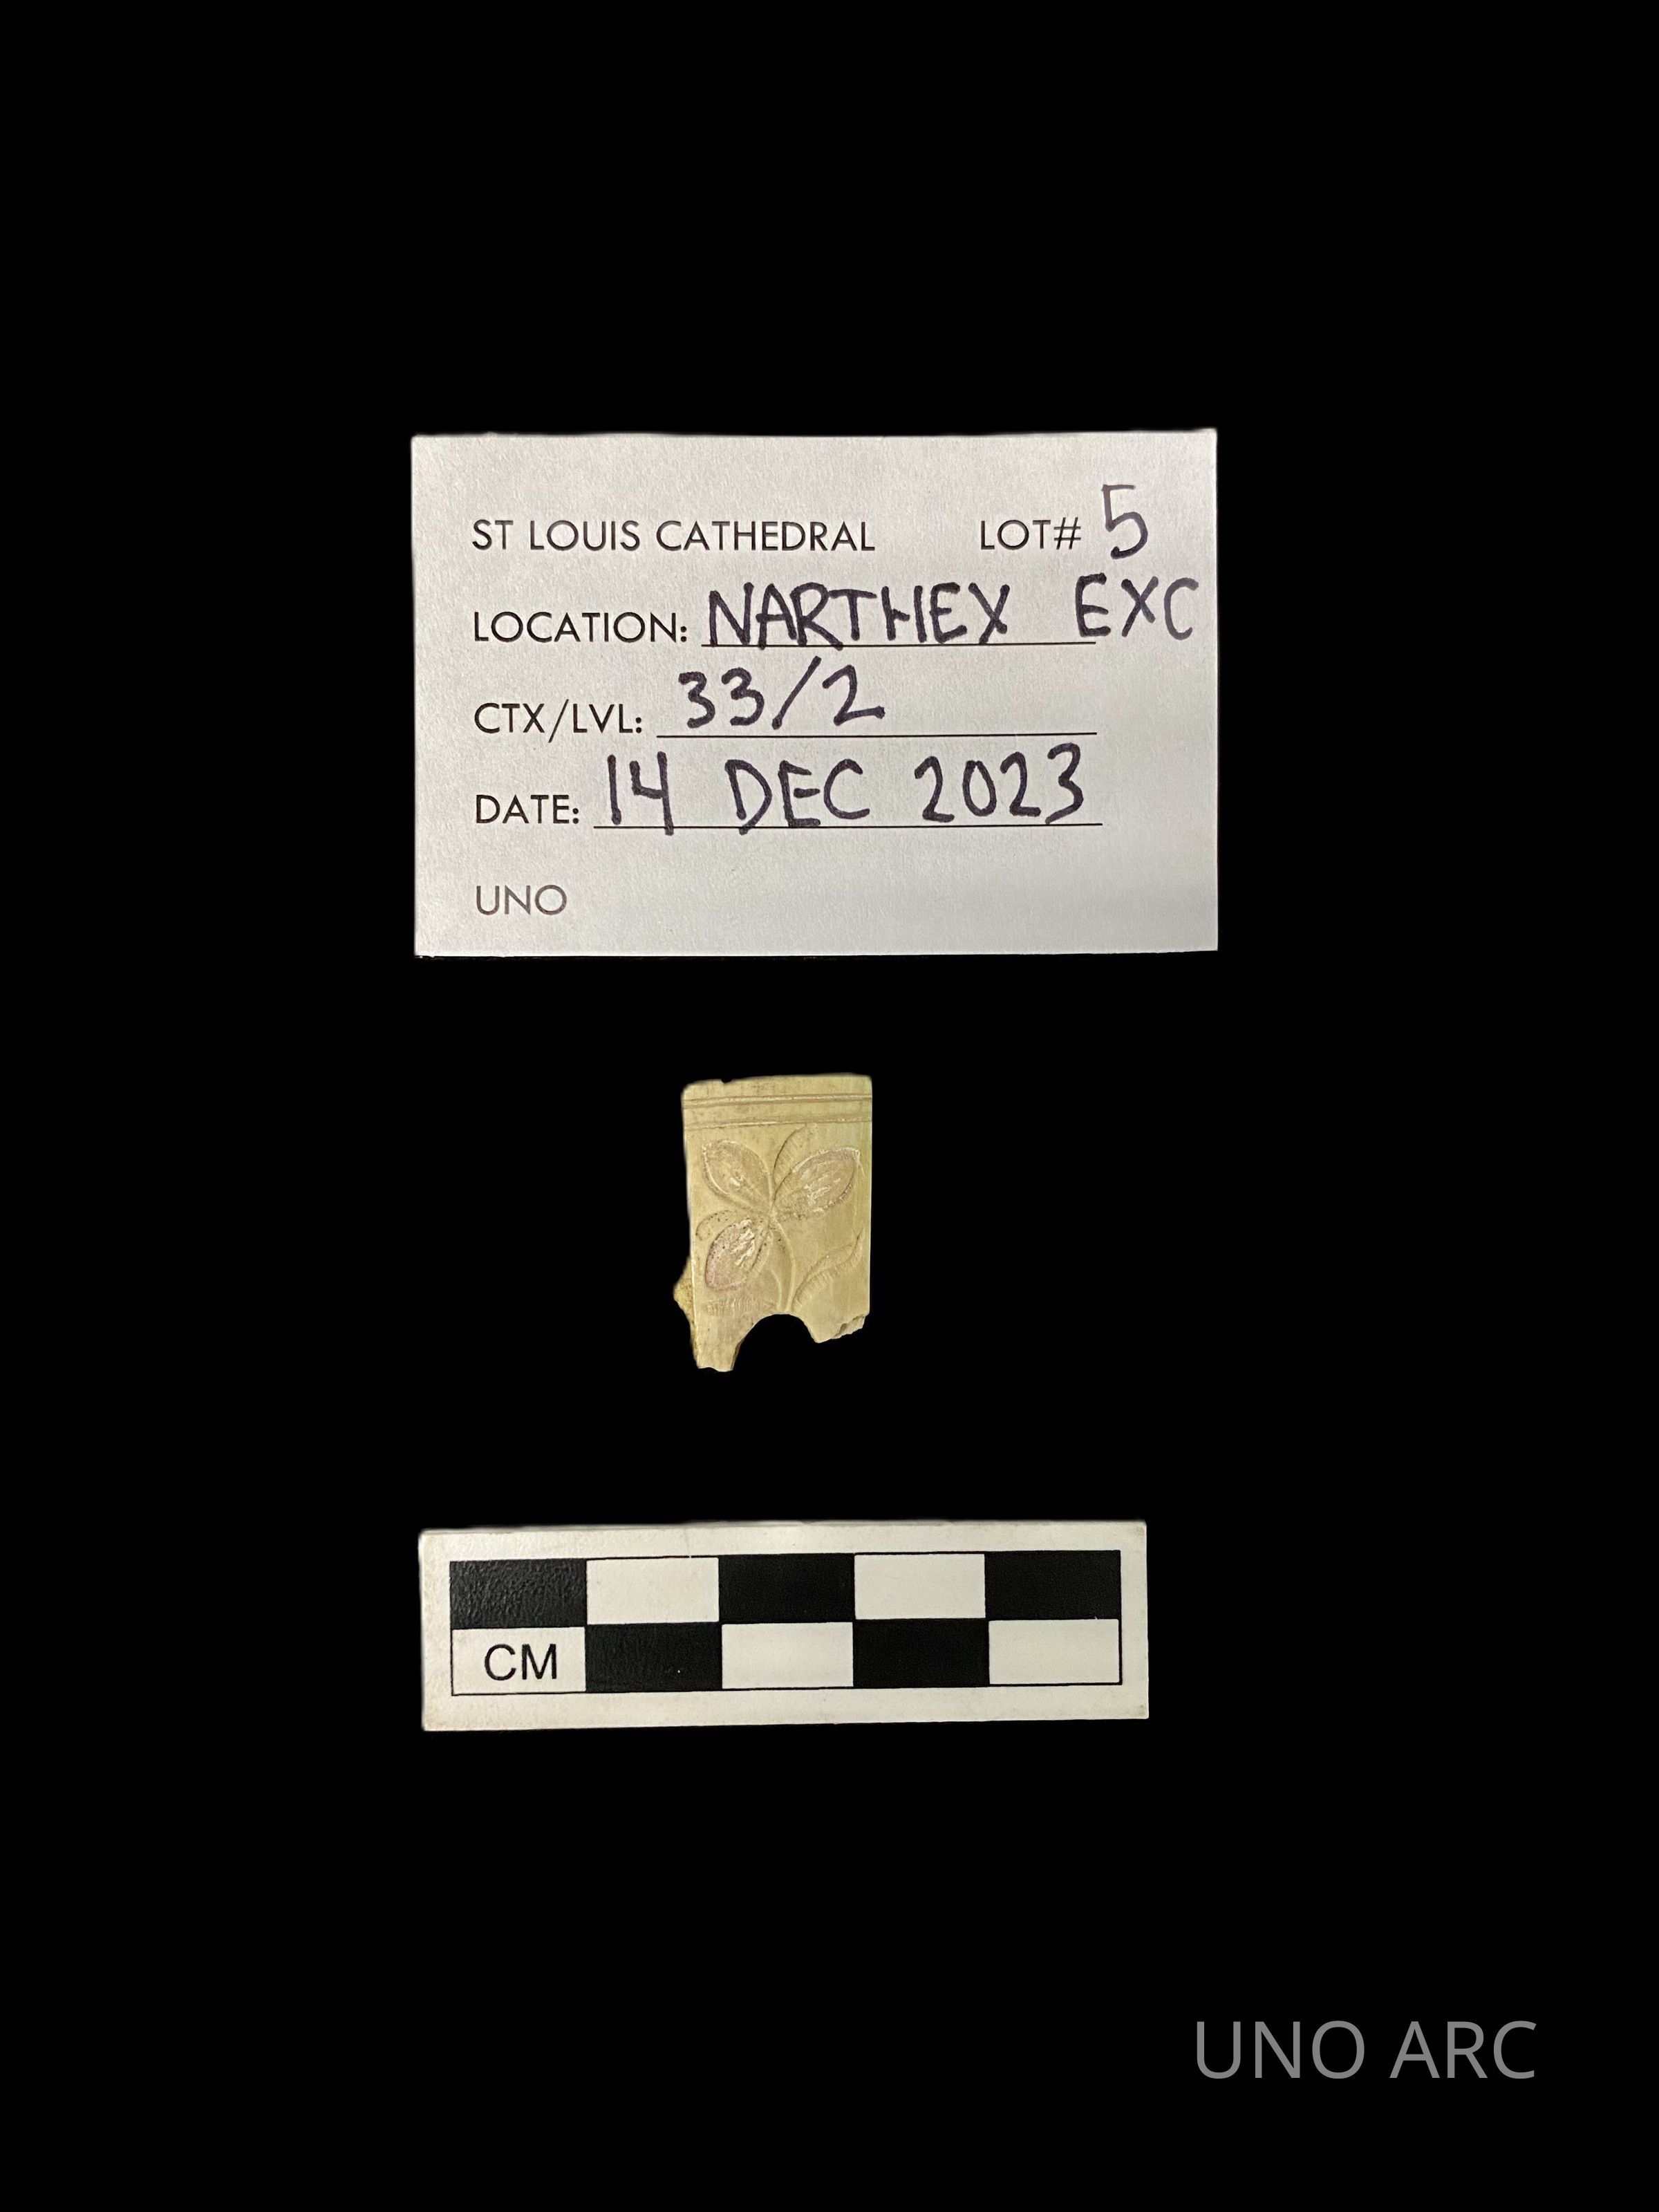 ST LOUIS CATHEDRAL LOT# 5
LOCATION: NARTHEX EXC
CTX/LVL: 33/2
DATE: 14 DEC 2023
UNO
CM
UNO ARC